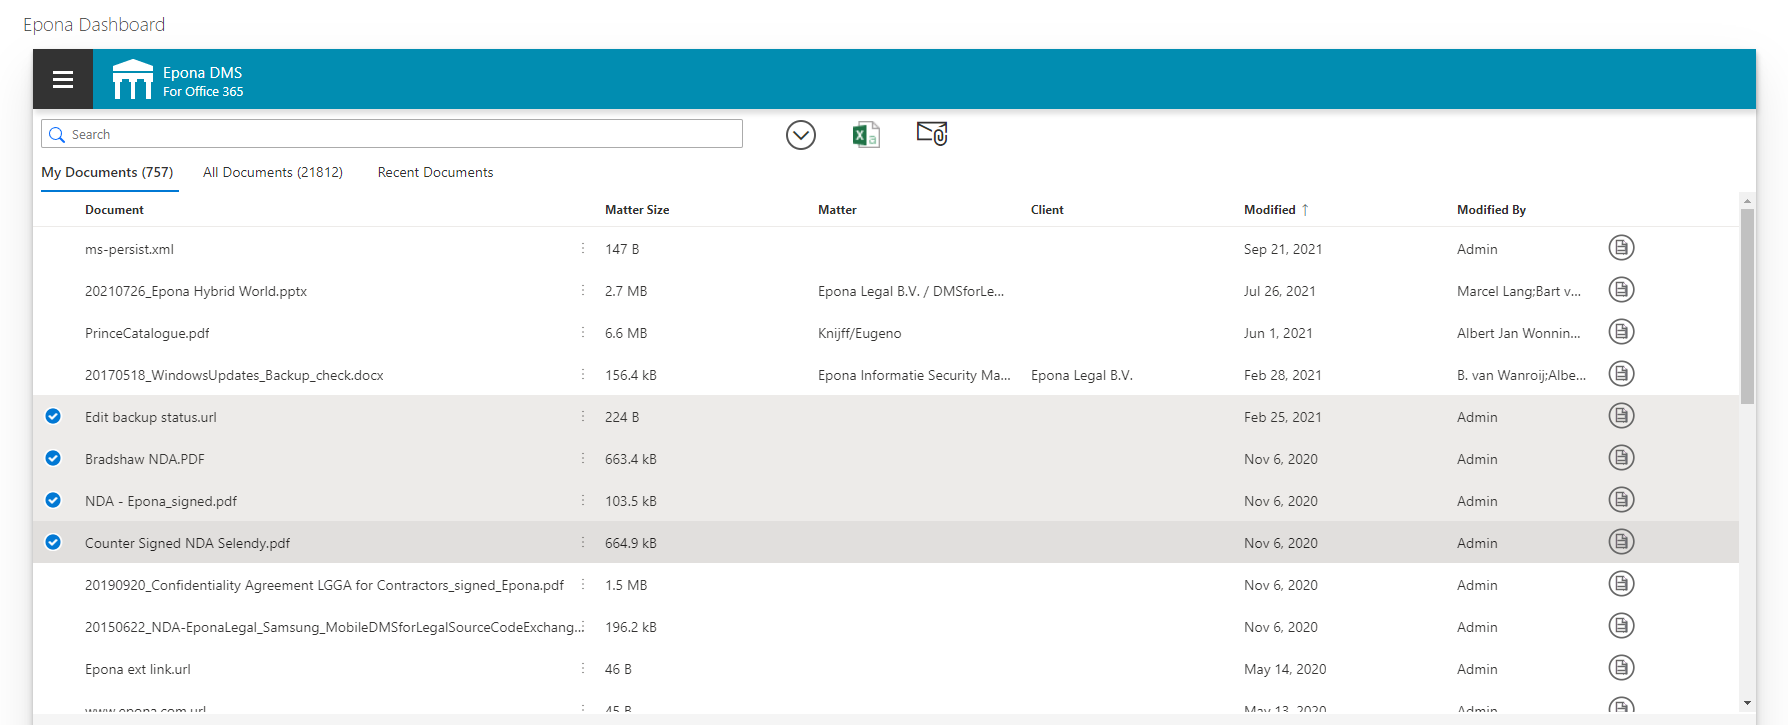 Epona Dashboard
Epona DMS
For Office 365
Search
My Documents (757) All Documents (21812) Recent Documents
Document Matter Size Matter Client Modified ↑ Modified By
ms-persist.xml 147 B Sep 21, 2021 Admin
20210726_Epona Hybrid World.pptx 2.7 MB Epona Legal B.V. / DMSforLe... Jul 26, 2021 Marcel Lang;Bart v...
PrinceCatalogue.pdf 6.6 MB Knijff/Eugeno Jun 1, 2021 Albert Jan Wonnin...
20170518_WindowsUpdates_Backup_check.docx 156.4 kB Epona Informatie Security Ma... Epona Legal B.V. Feb 28, 2021 B. van Wanroij;Albe...
Edit backup status.url 224 B Feb 25, 2021 Admin
Bradshaw NDA.PDF 663.4 kB Nov 6, 2020 Admin
NDA - Epona_signed.pdf 103.5 kB Nov 6, 2020 Admin
Counter Signed NDA Selendy.pdf 664.9 kB Nov 6, 2020 Admin
20190920_Confidentiality Agreement LGGA for Contractors_signed_Epona.pdf 1.5 MB Nov 6, 2020 Admin
20150622_NDA-EponaLegal_Samsung_MobileDMSforLegalSourceCodeExchang... 196.2 kB Nov 6, 2020 Admin
Epona ext link.url 46 B May 14, 2020 Admin
www.epona.com.url 45 B May 13, 2020 Admin